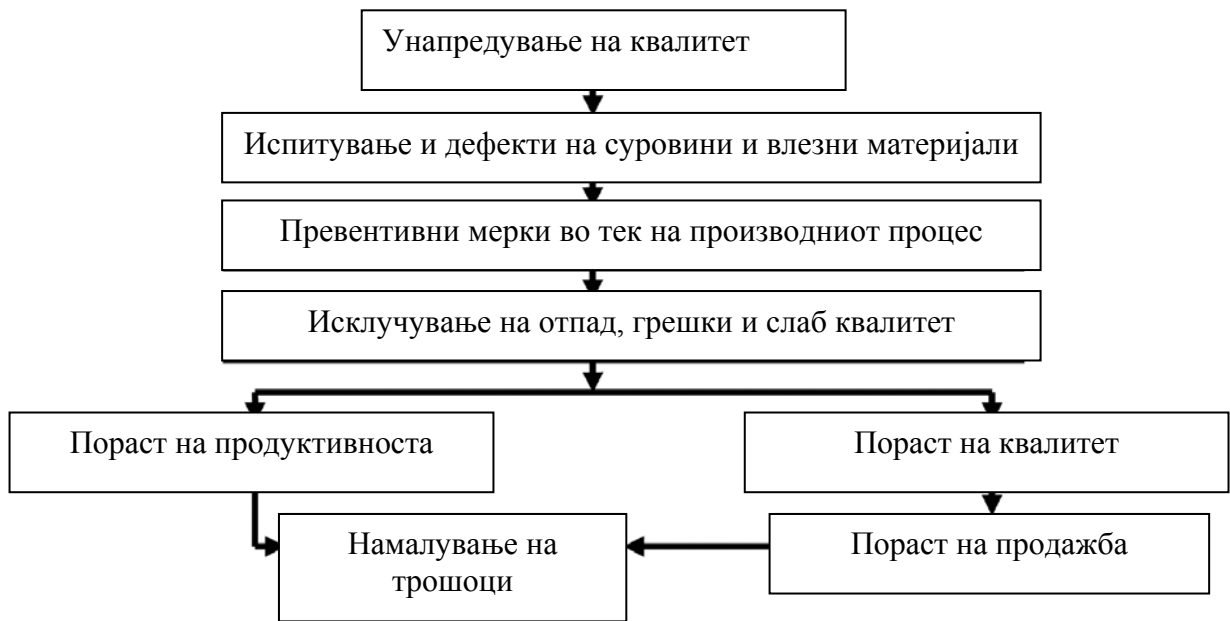 Унапредување на квалитет
Испитување и дефекти на суровини и влезни материјали
Превентивни мерки во тек на производниот процес
Исклучување на отпад, грешки и слаб квалитет
Пораст на продуктивноста
Пораст на квалитет
Намалување на
трошоци
Пораст на продажба